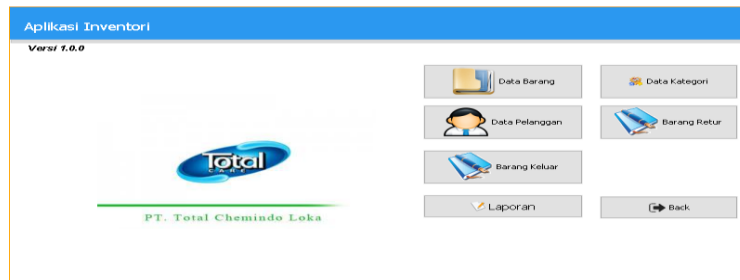 Aplikasi Inventori
Versi 1.0.0
Data Barang
Data Kategori
Data Pelanggan
Barang Retur
Barang Keluar
Total
CARE
PT. Total Chemindo Loka
Laporan
Back